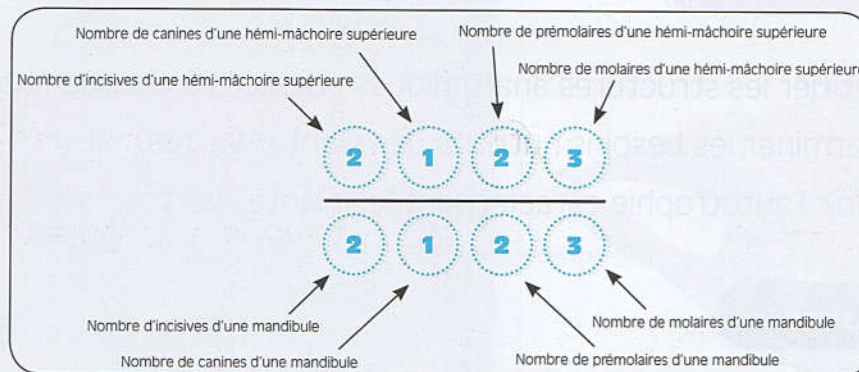 Nombre de canines d'une hémi-mâchoire supérieure
Nombre de prémolaires d'une hémi-mâchoire supérieure
Nombre d'incisives d'une hémi-mâchoire supérieure
Nombre de molaires d'une hémi-mâchoire supérieure
2 1 2 3
2 1 2 3
Nombre d'incisives d'une mandibule
Nombre de molaires d'une mandibule
Nombre de canines d'une mandibule
Nombre de prémolaires d'une mandibule